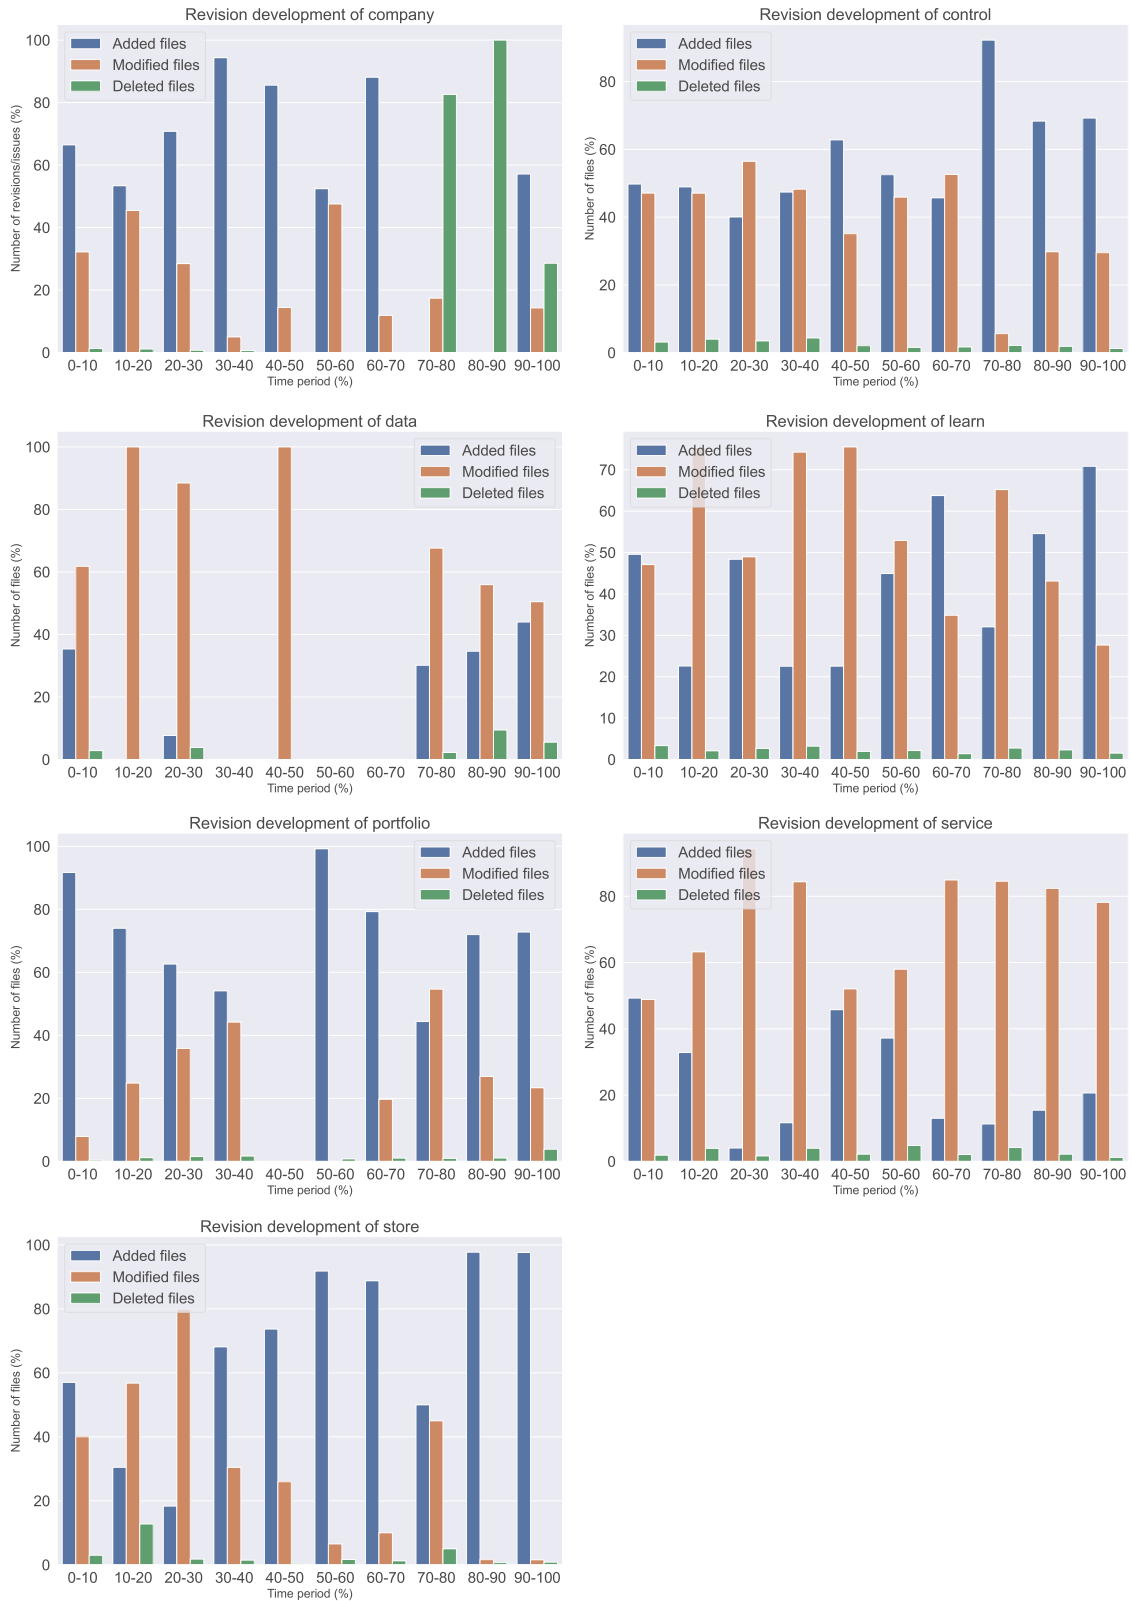 Revision development of company
Number of revisions/issues (%)
100
80
60
40
20
0
Added files
Modified files
Deleted files
0-10 10-20 20-30 30-40 40-50 50-60 60-70 70-80 80-90 90-100
Time period (%)
Revision development of control
Number of files (%)
80
60
40
20
0
Added files
Modified files
Deleted files
0-10 10-20 20-30 30-40 40-50 50-60 60-70 70-80 80-90 90-100
Time period (%)
Revision development of data
Number of files (%)
100
80
60
40
20
0
Added files
Modified files
Deleted files
0-10 10-20 20-30 30-40 40-50 50-60 60-70 70-80 80-90 90-100
Time period (%)
Revision development of learn
Number of files (%)
70
60
50
40
30
20
10
0
Added files
Modified files
Deleted files
0-10 10-20 20-30 30-40 40-50 50-60 60-70 70-80 80-90 90-100
Time period (%)
Revision development of portfolio
Number of files (%)
100
80
60
40
20
0
Added files
Modified files
Deleted files
0-10 10-20 20-30 30-40 40-50 50-60 60-70 70-80 80-90 90-100
Time period (%)
Revision development of service
Number of files (%)
80
60
40
20
0
Added files
Modified files
Deleted files
0-10 10-20 20-30 30-40 40-50 50-60 60-70 70-80 80-90 90-100
Time period (%)
Revision development of store
Number of files (%)
100
80
60
40
20
0
Added files
Modified files
Deleted files
0-10 10-20 20-30 30-40 40-50 50-60 60-70 70-80 80-90 90-100
Time period (%)